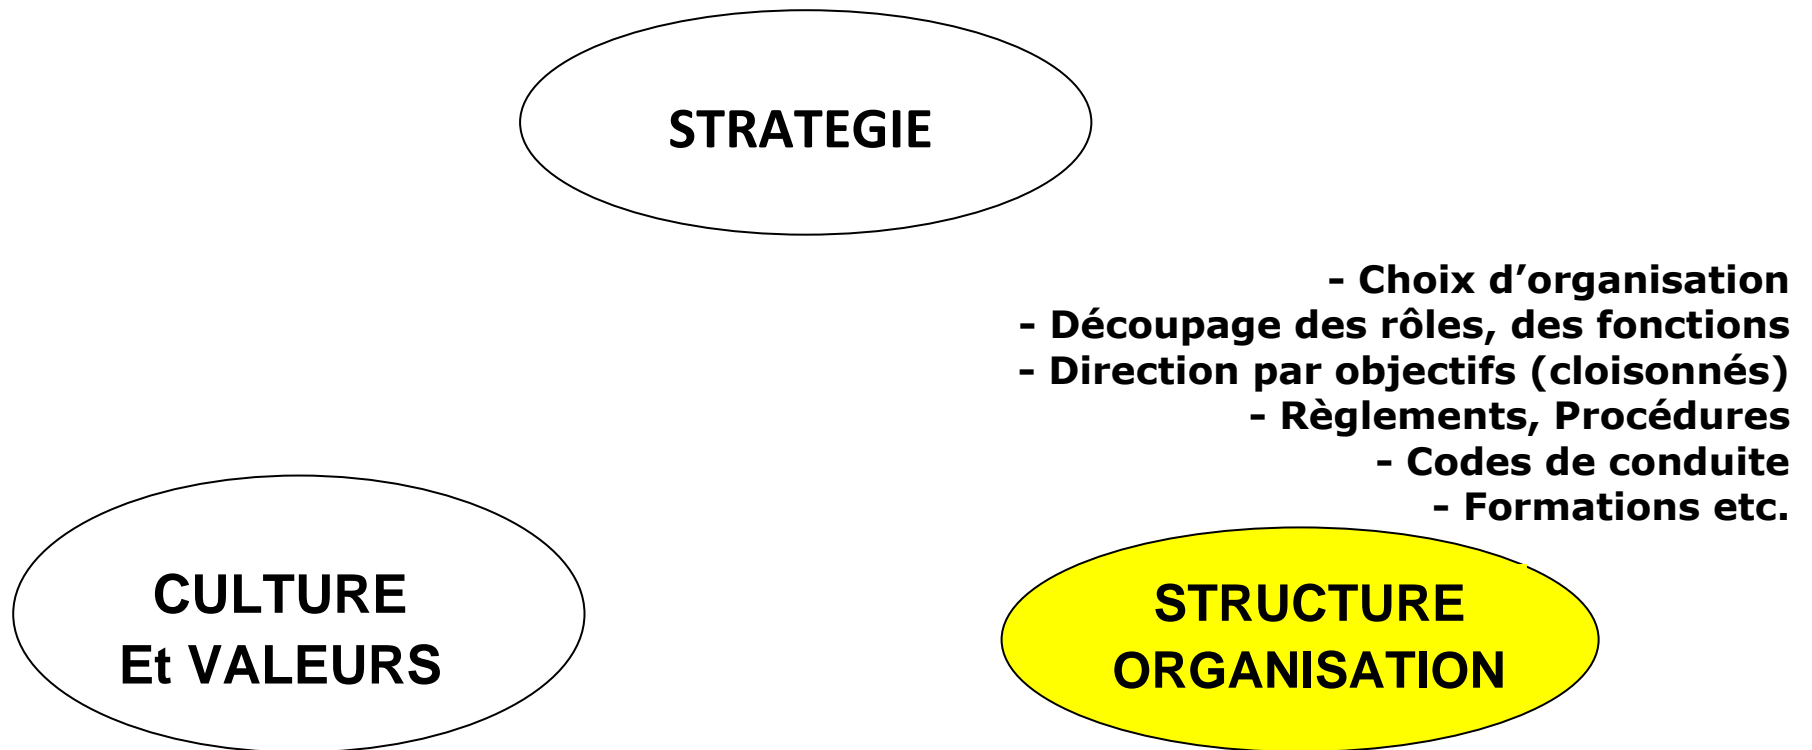 STRATEGIE
- Choix d’organisation
- Découpage des rôles, des fonctions
- Direction par objectifs (cloisonnés)
- Règlements, Procédures
- Codes de conduite
- Formations etc.
CULTURE
Et VALEURS
STRUCTURE
ORGANISATION